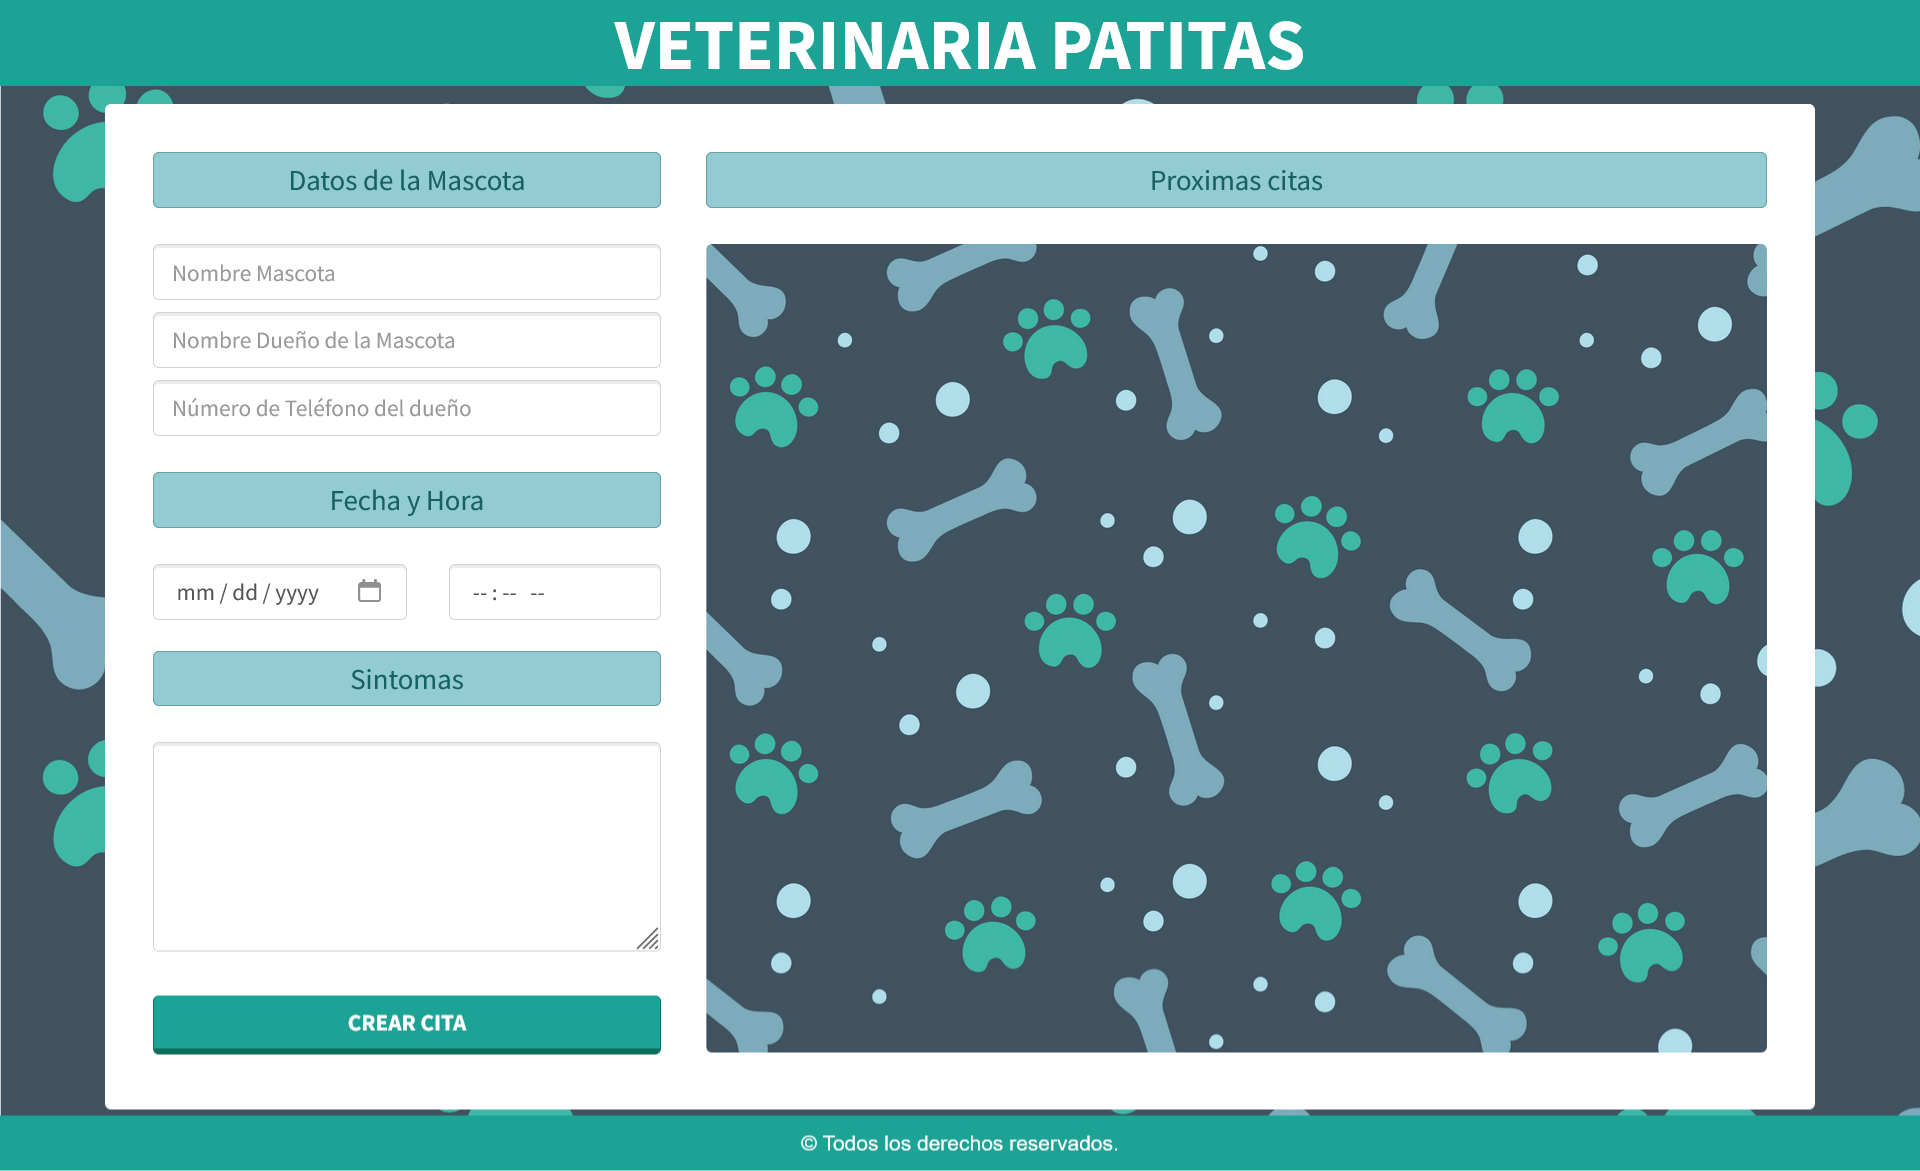 VETERINARIA PATITAS
Datos de la Mascota
Nombre Mascota
Nombre Dueño de la Mascota
Número de Teléfono del dueño
Fecha y Hora
mm / dd / yyyy
-- : -- --
Sintomas
CREAR CITA
Proximas citas
© Todos los derechos reservados.